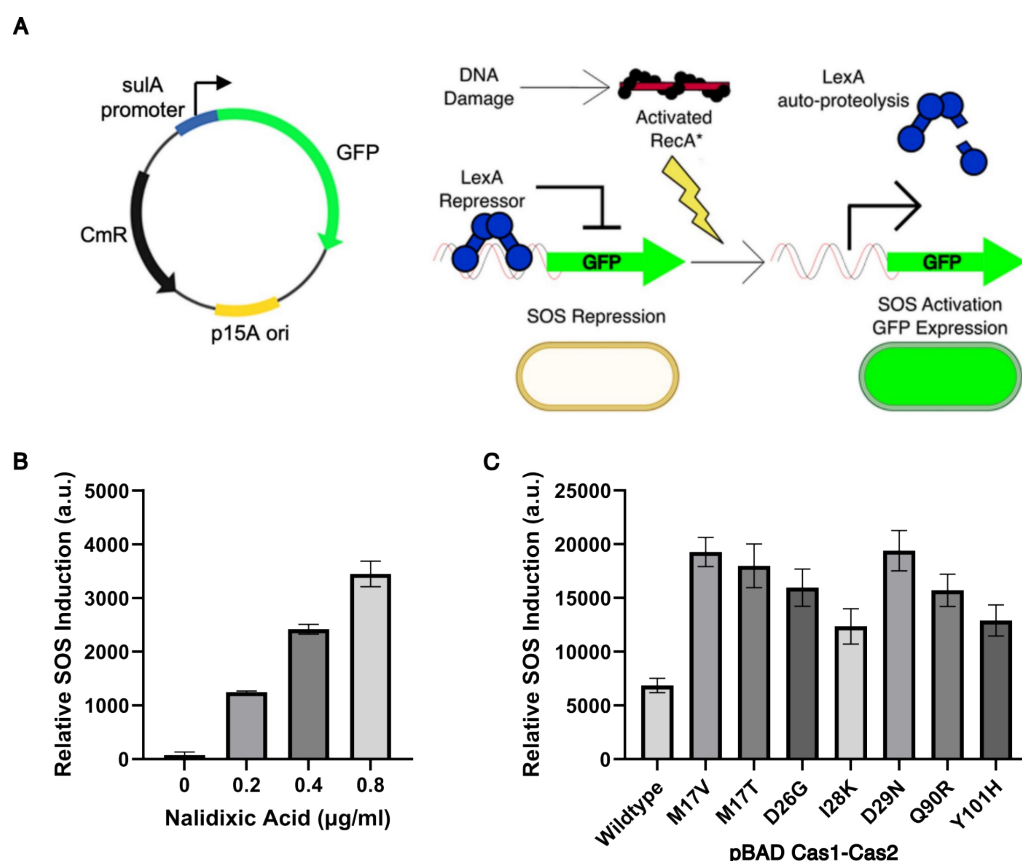 A
sulA
promoter
GFP
CmR
p15A ori
DNA
Damage
Activated
RecA*
LexA
auto-proteolysis
LexA
Repressor
GFP
GFP
SOS Repression
SOS Activation
GFP Expression
B
Relative SOS Induction (a.u.)
5000
4000
3000
2000
1000
0
0 0.2 0.4 0.8
Nalidixic Acid (µg/ml)
C
Relative SOS Induction (a.u.)
25000
20000
15000
10000
5000
0
Wildtype M17V M17T D26G I28K D29N Q90R Y101H
pBAD Cas1-Cas2